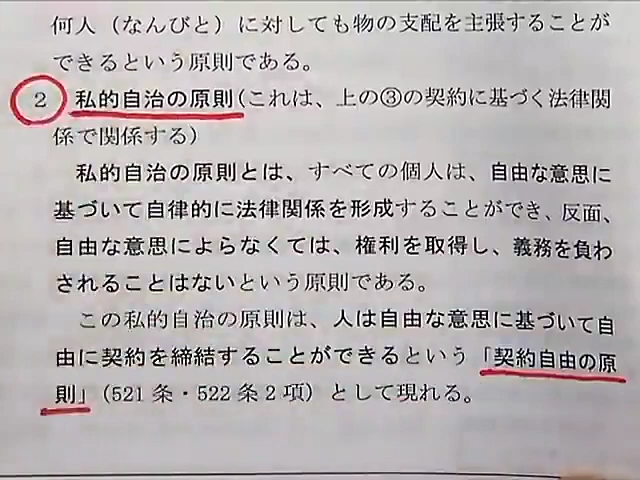 何人（なんびと）に対しても物の支配を主張することが
できるという原則である。
2 私的自治の原則(これは、上の③の契約に基づく法律関
係で関係する)
私的自治の原則とは、すべての個人は、自由な意思に
基づいて自律的に法律関係を形成することができ、反面、
自由な意思によらなくては、権利を取得し、義務を負わ
されることはないという原則である。
この私的自治の原則は、人は自由な意思に基づいて自
由に契約を締結することができるという「契約自由の原
則」（521条・522条2項）として現れる。